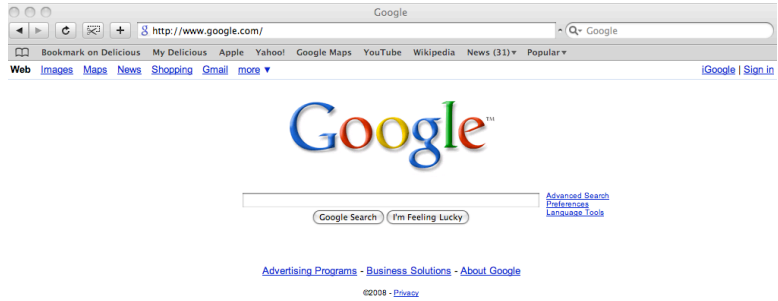 Google
http://www.google.com/ Google
Bookmark on Delicious My Delicious Apple Yahoo! Google Maps YouTube Wikipedia News (31)▾ Popular▾
Web Images Maps News Shopping Gmail more ▼ iGoogle | Sign in
Google™
Advanced Search
Preferences
Language Tools
Google Search I'm Feeling Lucky
Advertising Programs - Business Solutions - About Google
©2008 - Privacy